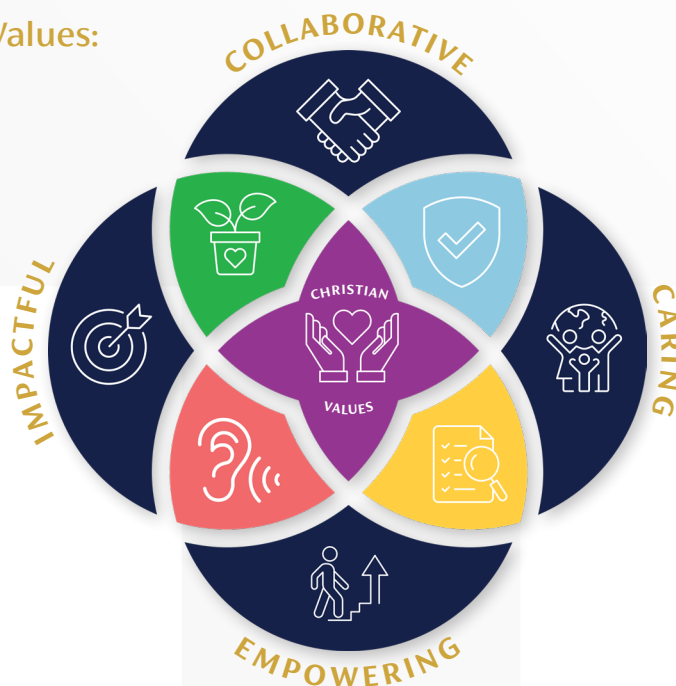 Values:
COLLABORATIVE
IMPACTFUL
CHRISTIAN
VALUES
CARING
EMPOWERING